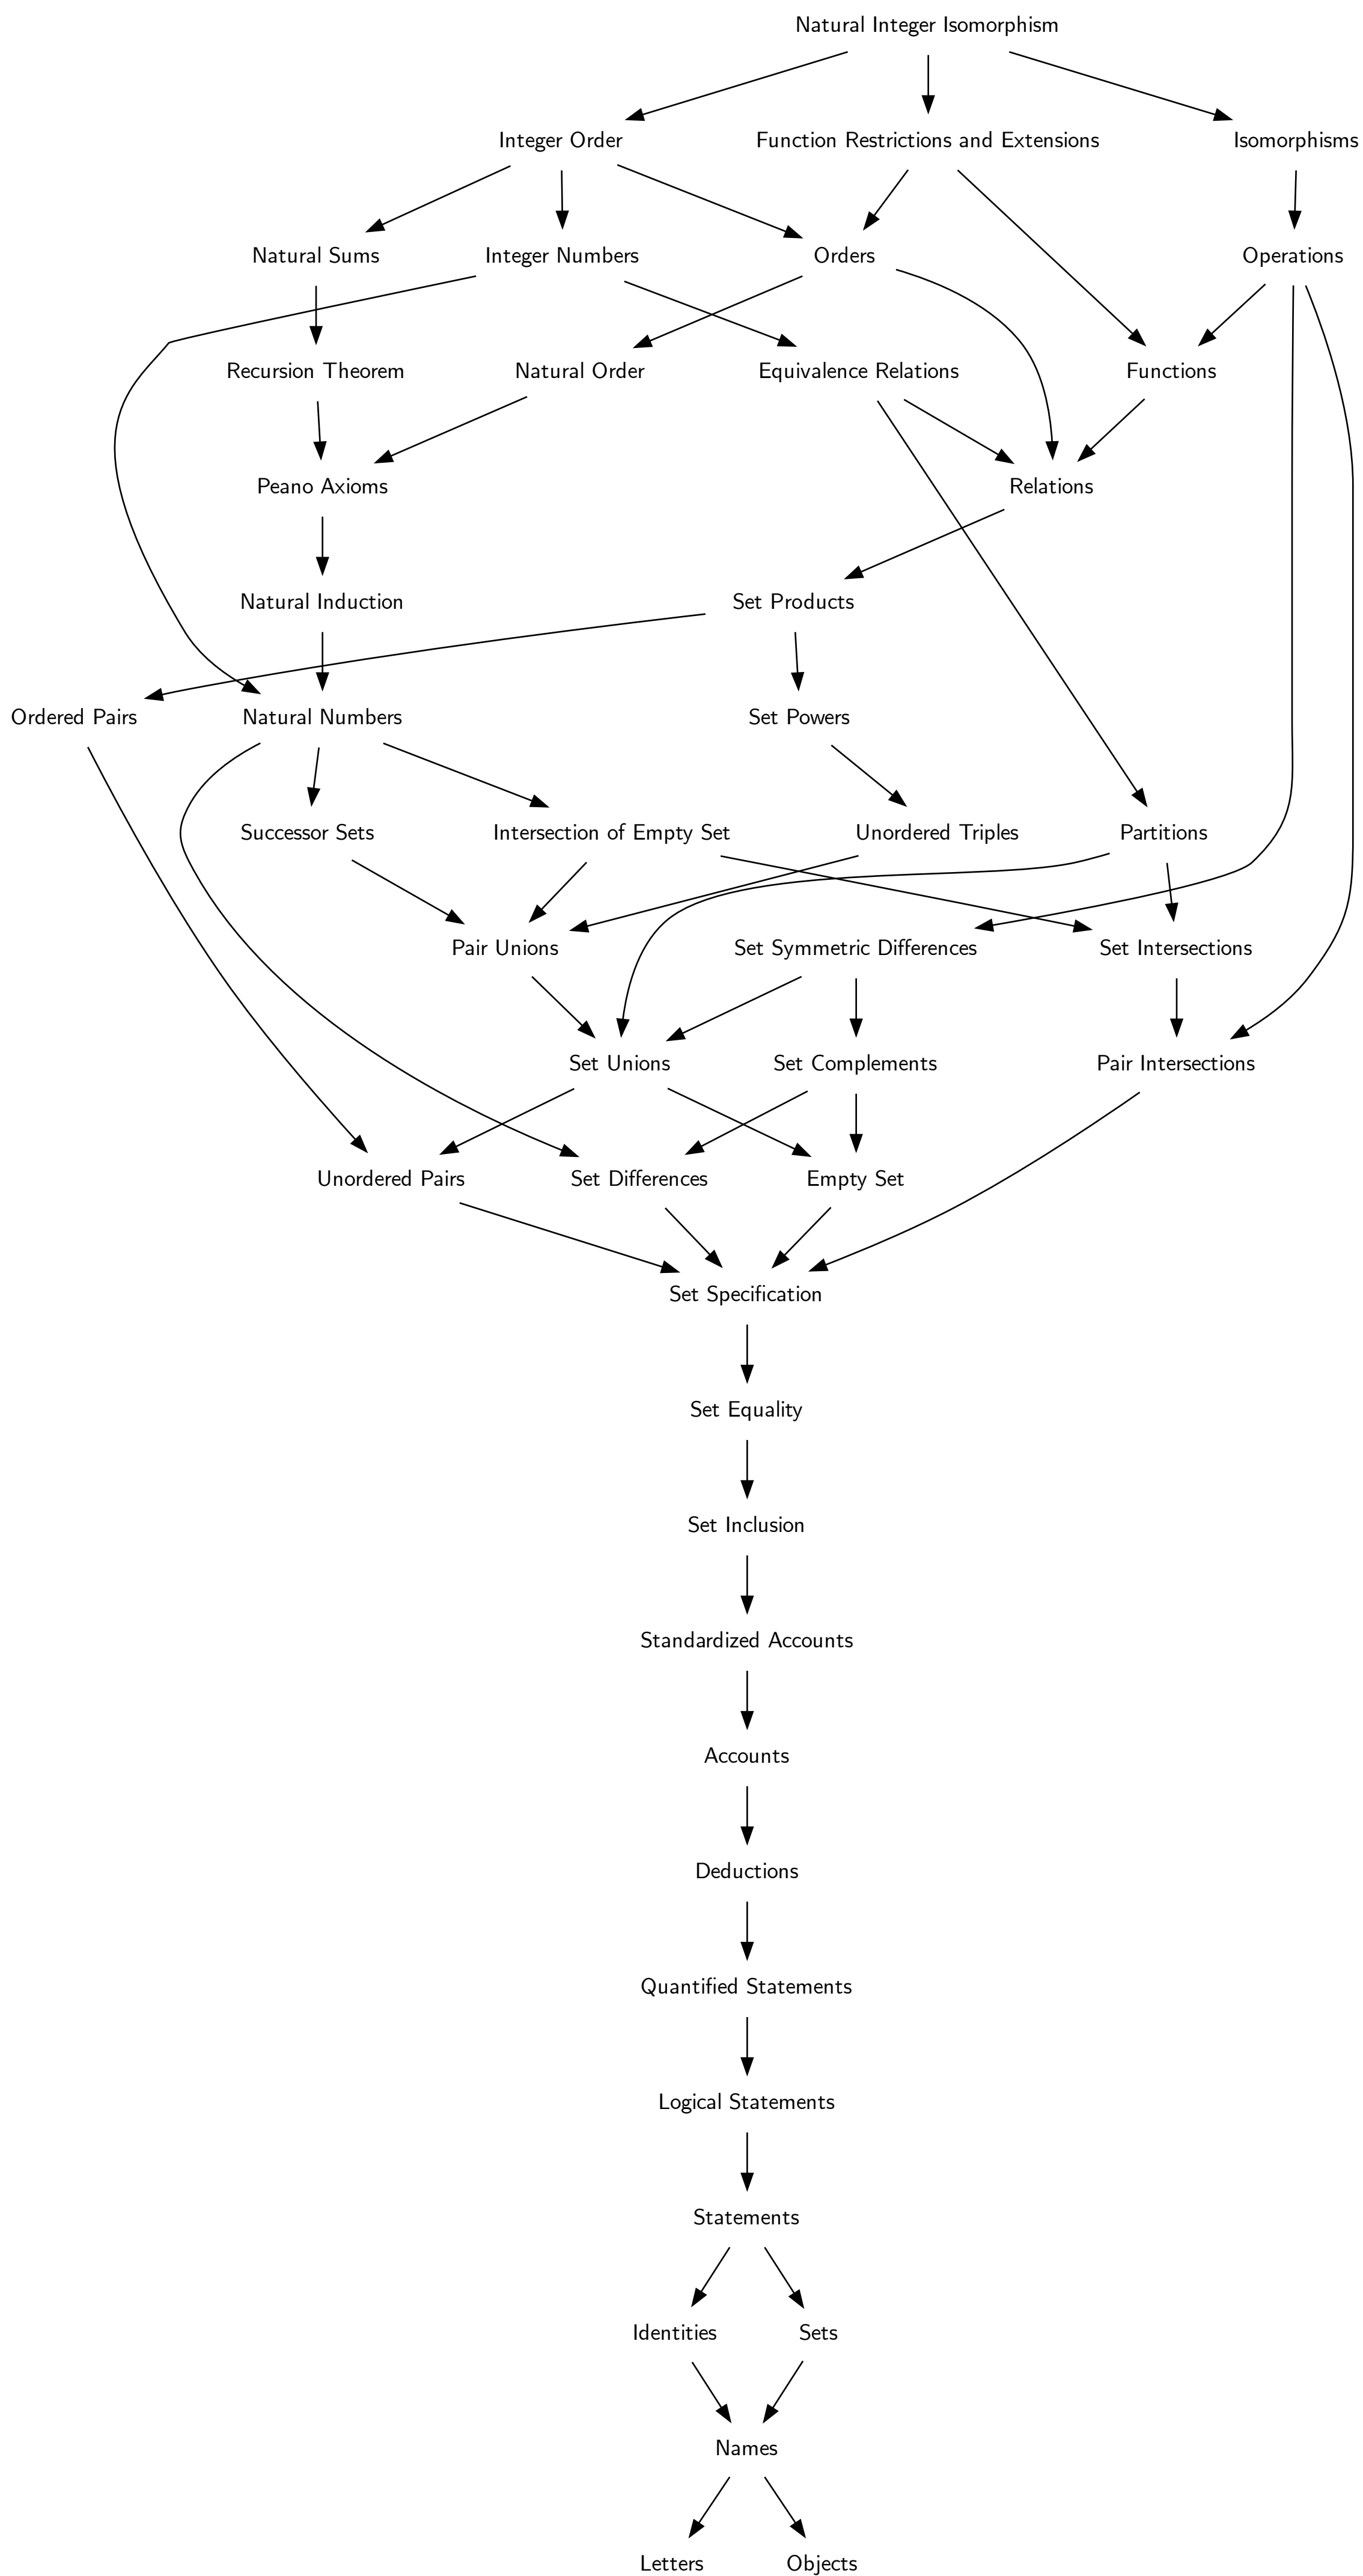 Natural Integer Isomorphism
Integer Order
Function Restrictions and Extensions
Isomorphisms
Natural Sums
Integer Numbers
Orders
Operations
Recursion Theorem
Natural Order
Equivalence Relations
Functions
Peano Axioms
Relations
Natural Induction
Set Products
Ordered Pairs
Natural Numbers
Set Powers
Successor Sets
Intersection of Empty Set
Unordered Triples
Partitions
Pair Unions
Set Symmetric Differences
Set Intersections
Set Unions
Set Complements
Pair Intersections
Unordered Pairs
Set Differences
Empty Set
Set Specification
Set Equality
Set Inclusion
Standardized Accounts
Accounts
Deductions
Quantified Statements
Logical Statements
Statements
Identities
Sets
Names
Letters
Objects